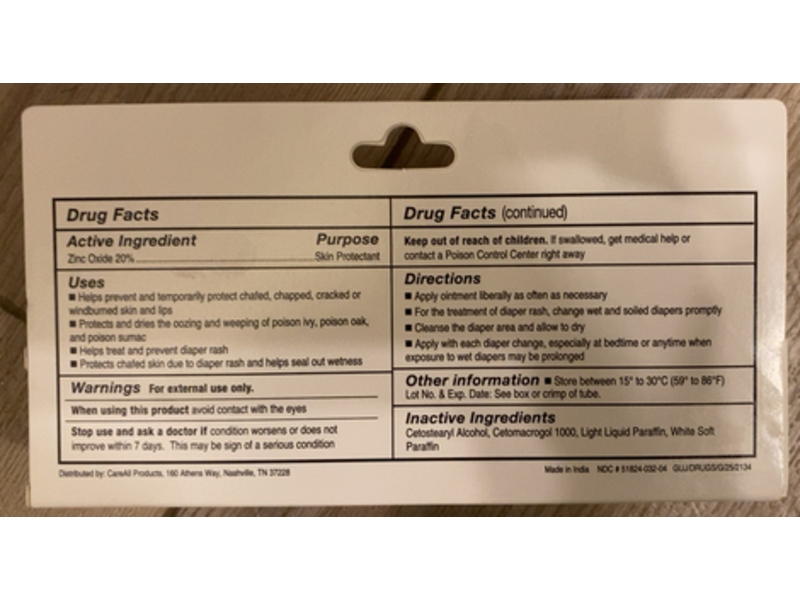 Drug Facts
Active Ingredient Purpose
Zinc Oxide 20% Skin Protectant
Uses
■ Helps prevent and temporarily protect chafed, chapped, cracked or
windburned skin and lips
■ Protects and dries the oozing and weeping of poison ivy, poison oak,
and poison sumac
■ Helps treat and prevent diaper rash
■ Protects chafed skin due to diaper rash and helps seal out wetness
Warnings For external use only.
When using this product avoid contact with the eyes
Stop use and ask a doctor if condition worsens or does not
improve within 7 days. This may be sign of a serious condition
Distributed by: CareAll Products, 160 Athens Way, Nashville, TN 37228
Drug Facts (continued)
Keep out of reach of children. If swallowed, get medical help or
contact a Poison Control Center right away
Directions
■ Apply ointment liberally as often as necessary
■ For the treatment of diaper rash, change wet and soiled diapers promptly
■ Cleanse the diaper area and allow to dry
■ Apply with each diaper change, especially at bedtime or anytime when
exposure to wet diapers may be prolonged
Other information ■ Store between 15° to 30°C (59° to 86°F)
Lot No. & Exp. Date: See box or crimp of tube.
Inactive Ingredients
Cetostearyl Alcohol, Cetomacrogol 1000, Light Liquid Paraffin, White Soft
Paraffin
Made in India NDC # 51824-032-04 GUJ/DRUGS/G/25/2134